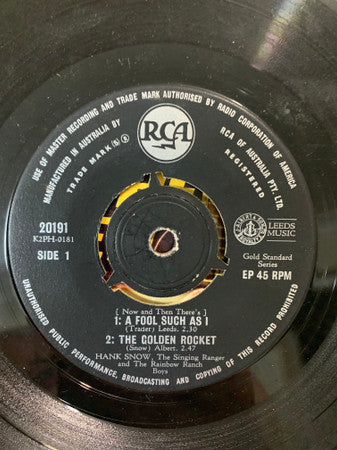 USE OF MASTER RECORDING AND TRADE MARK AUTHORISED BY RADIO CORPORATION OF AMERICA
MANUFACTURED IN AUSTRALIA BY
RCA OF AUSTRALIA PTY. LTD.
TRADE MARK
REGISTERED
RCA
20191
K2PH-0181
SIDE 1
LEEDS
MUSIC
Gold Standard
Series
EP 45 RPM
[ Now and Then There's ]
1: A FOOL SUCH AS I
(Trader) Leeds. 2.30
2: THE GOLDEN ROCKET
(Snow) Albert. 2.47
HANK SNOW, The Singing Ranger
and The Rainbow Ranch
Boys
UNAUTHORISED PUBLIC PERFORMANCE, BROADCASTING AND COPYING OF THIS RECORD PROHIBITED